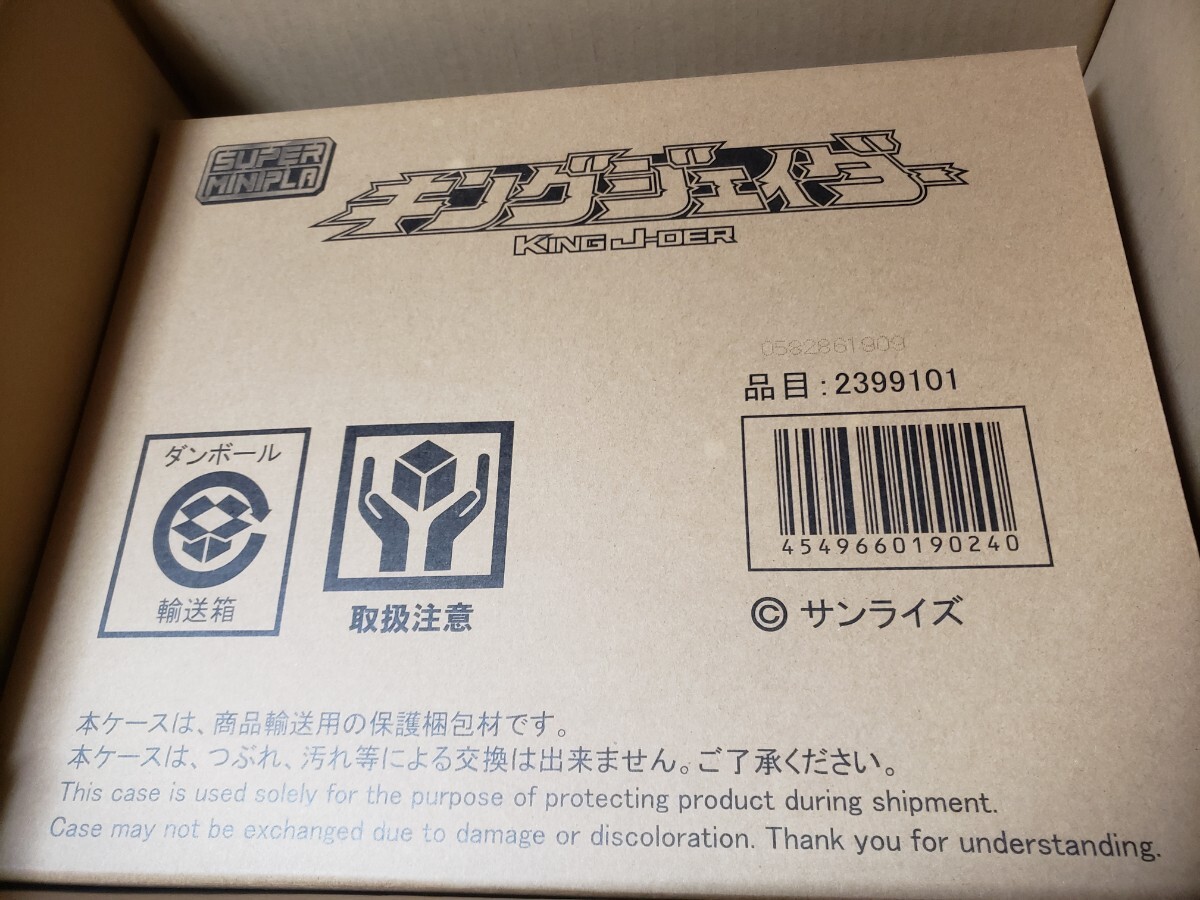 SUPER
MINIPLA
キングジェイダー
KING J-DER
0582861909
品目:2399101
4549660190240
© サンライズ
ダンボール
輸送箱
取扱注意
本ケースは、商品輸送用の保護梱包材です。
本ケースは、つぶれ、汚れ等による交換は出来ません。ご了承ください。
This case is used solely for the purpose of protecting product during shipment.
Case may not be exchanged due to damage or discoloration. Thank you for understanding.